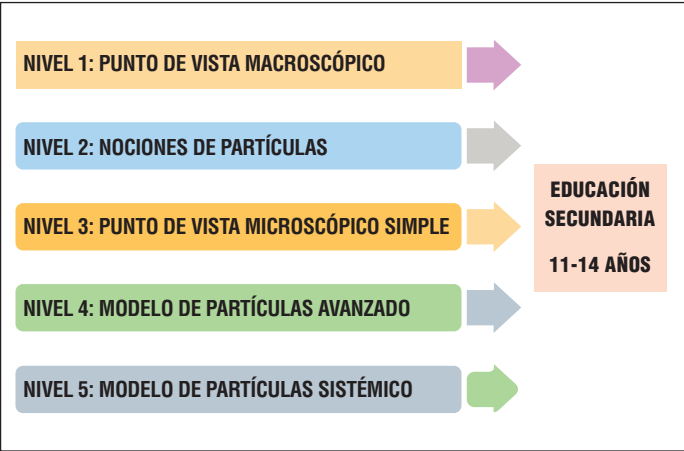 NIVEL 1: PUNTO DE VISTA MACROSCÓPICO
NIVEL 2: NOCIONES DE PARTÍCULAS
NIVEL 3: PUNTO DE VISTA MICROSCÓPICO SIMPLE
NIVEL 4: MODELO DE PARTÍCULAS AVANZADO
NIVEL 5: MODELO DE PARTÍCULAS SISTÉMICO
EDUCACIÓN
SECUNDARIA
11-14 AÑOS